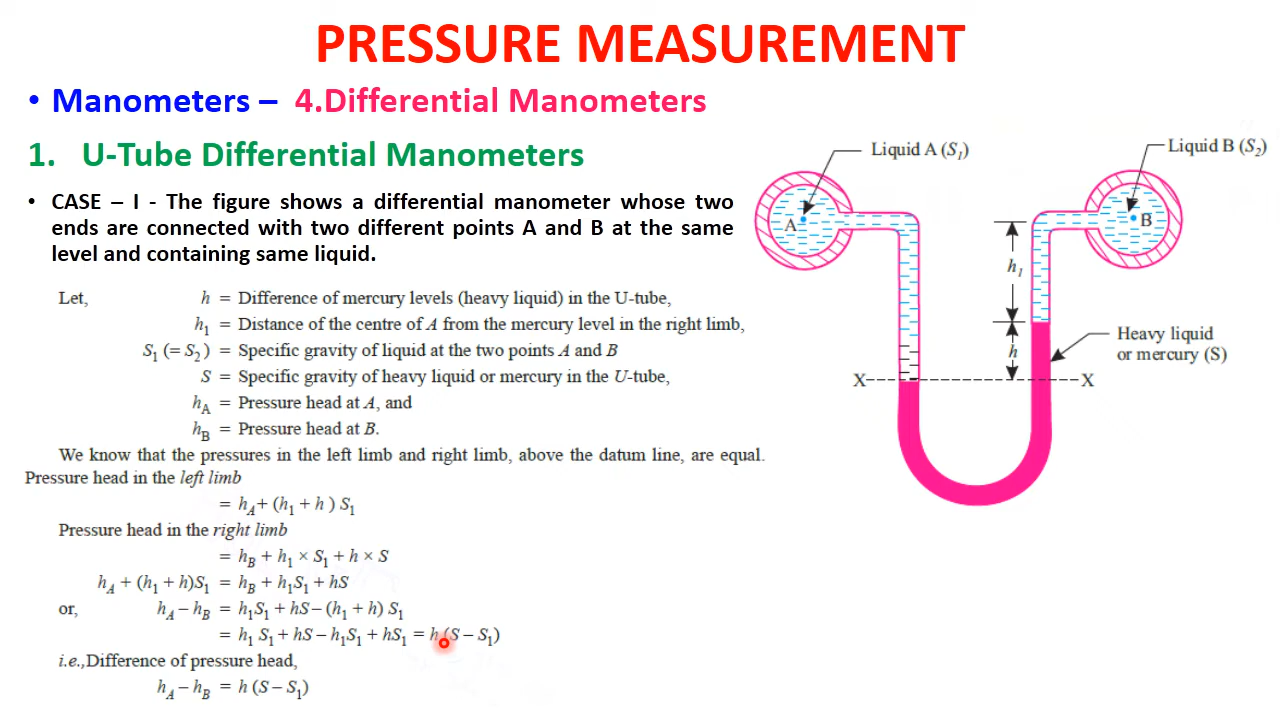 PRESSURE MEASUREMENT
• Manometers – 4.Differential Manometers
1. U-Tube Differential Manometers
• CASE – I - The figure shows a differential manometer whose two
ends are connected with two different points A and B at the same
level and containing same liquid.
Let, h = Difference of mercury levels (heavy liquid) in the U-tube,
h₁ = Distance of the centre of A from the mercury level in the right limb,
S₁ (= S₂) = Specific gravity of liquid at the two points A and B
S = Specific gravity of heavy liquid or mercury in the U-tube,
h_A = Pressure head at A, and
h_B = Pressure head at B.
We know that the pressures in the left limb and right limb, above the datum line, are equal.
Pressure head in the left limb
= h_A + (h₁ + h) S₁
Pressure head in the right limb
= h_B + h₁ × S₁ + h × S
h_A + (h₁ + h)S₁ = h_B + h₁S₁ + hS
or, h_A – h_B = h₁S₁ + hS – (h₁ + h) S₁
= h₁ S₁ + hS – h₁S₁ + hS₁ = h (S – S₁)
i.e., Difference of pressure head,
h_A – h_B = h (S – S₁)
Liquid A (S₁)
Liquid B (S₂)
A
B
h₁
h
Heavy liquid
or mercury (S)
X
X